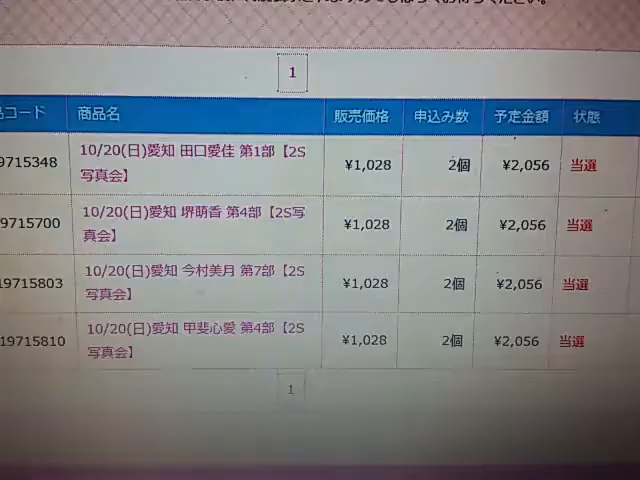 1
コード 商品名 販売価格 申込み数 予定金額 状態
9715348 10/20(日)愛知 田口愛佳 第1部【2S ¥1,028 2個 ¥2,056 当選
写真会】
9715700 10/20(日)愛知 堺萌香 第4部【2S写 ¥1,028 2個 ¥2,056 当選
真会】
19715803 10/20(日)愛知 今村美月 第7部【2S ¥1,028 2個 ¥2,056 当選
写真会】
19715810 10/20(日)愛知 甲斐心愛 第4部【2S ¥1,028 2個 ¥2,056 当選
写真会】
1